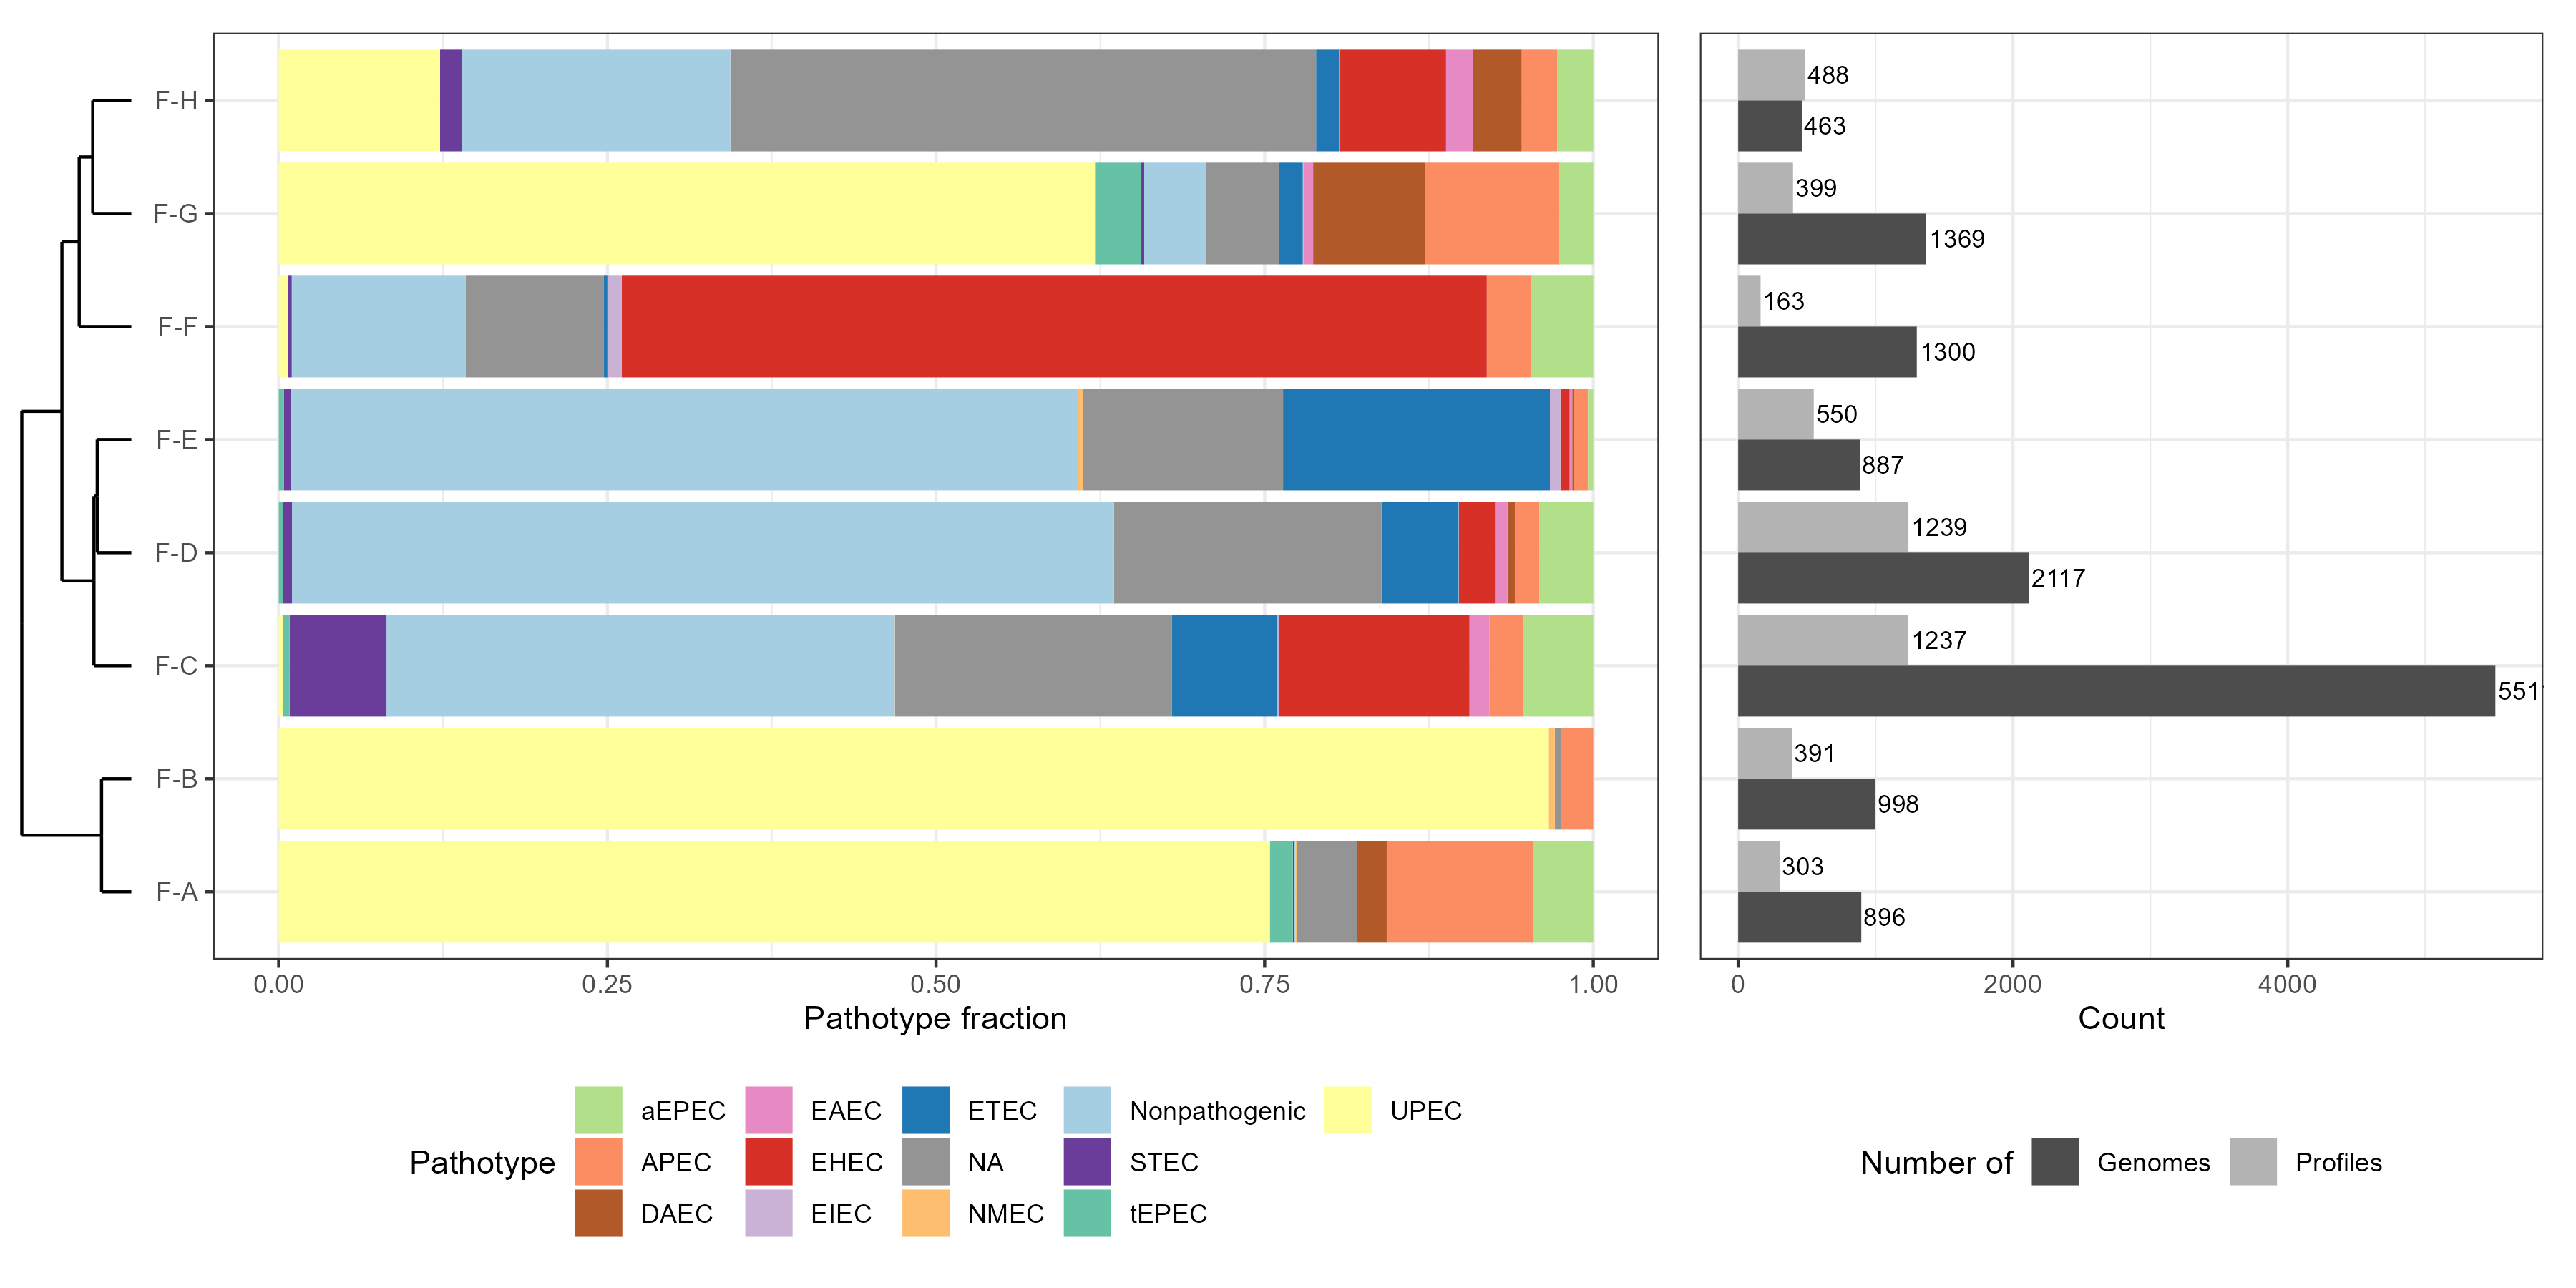 F-H
488
463
F-G
399
1369
F-F
163
1300
F-E
550
887
F-D
1239
2117
F-C
1237
F-B
391
998
F-A
303
896
0.00 0.25 0.50 0.75 1.00
0 2000 4000
Pathotype fraction
Count
aEPEC EAEC ETEC Nonpathogenic UPEC
Pathotype APEC EHEC NA STEC
DAEC EIEC NMEC tEPEC
Number of Genomes Profiles